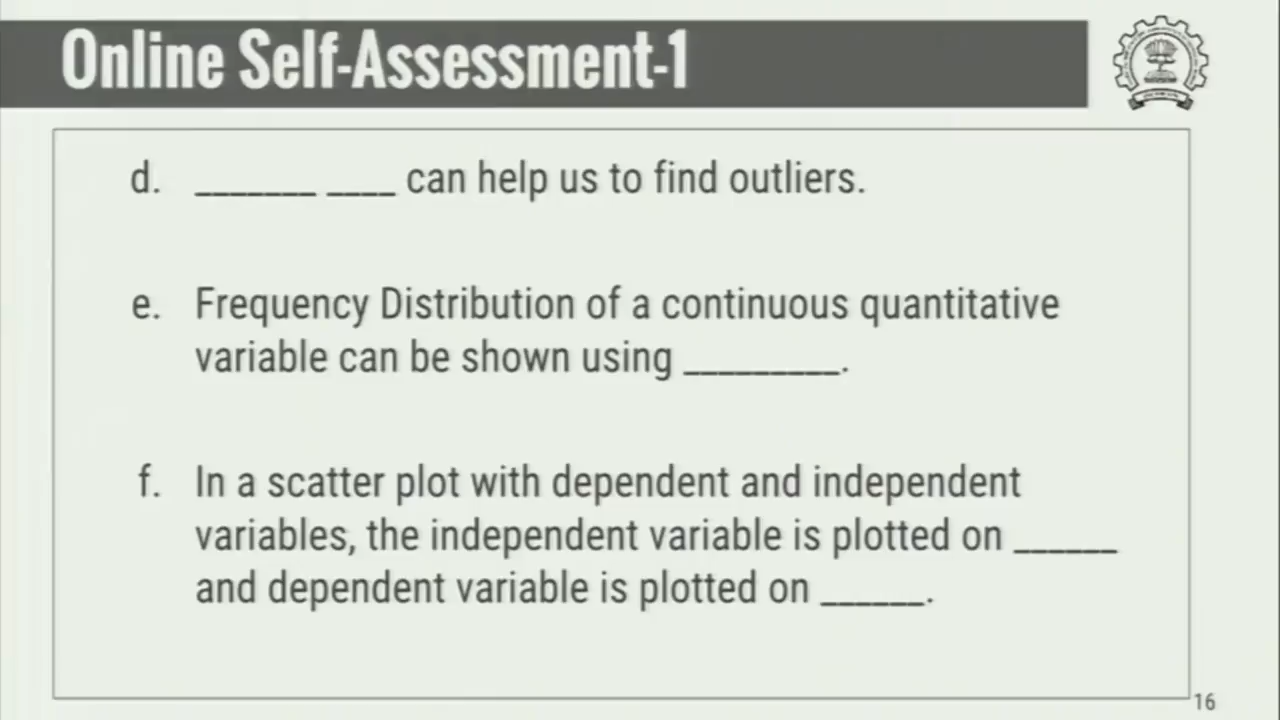 Online Self-Assessment-1
d. _______ ____ can help us to find outliers.
e. Frequency Distribution of a continuous quantitative
variable can be shown using _________.
f. In a scatter plot with dependent and independent
variables, the independent variable is plotted on ______
and dependent variable is plotted on ______.
16